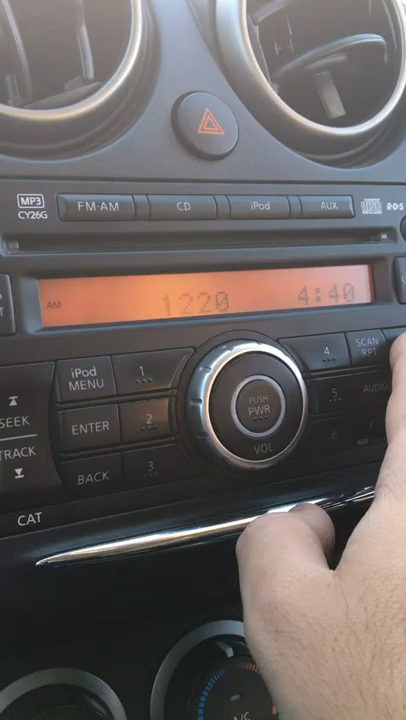 MP3
CY26G
FM·AM
CD
iPod
AUX
R·D·S
AM
1220
4:40
iPod
MENU
1
4
SCAN
RPT
SEEK
TRACK
ENTER
2
PUSH
PWR
VOL
5
AUDIO
BACK
3
6
CAT
A/C